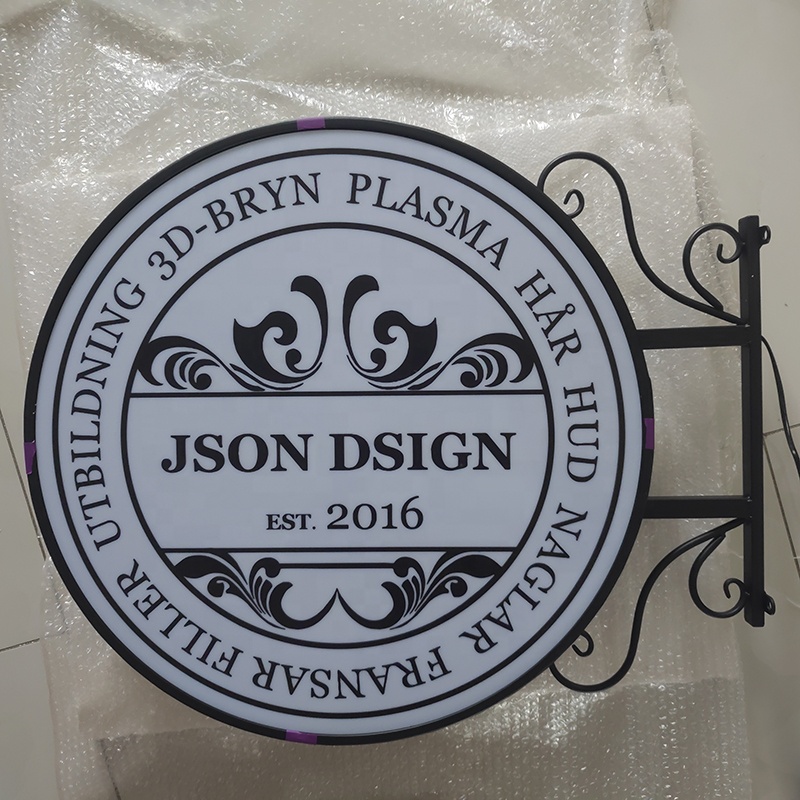 UTBILDNING 3D-BRYN PLASMA HÅR HUD NAGLAR FRANSAR FILLER
JSON DSIGN
EST. 2016